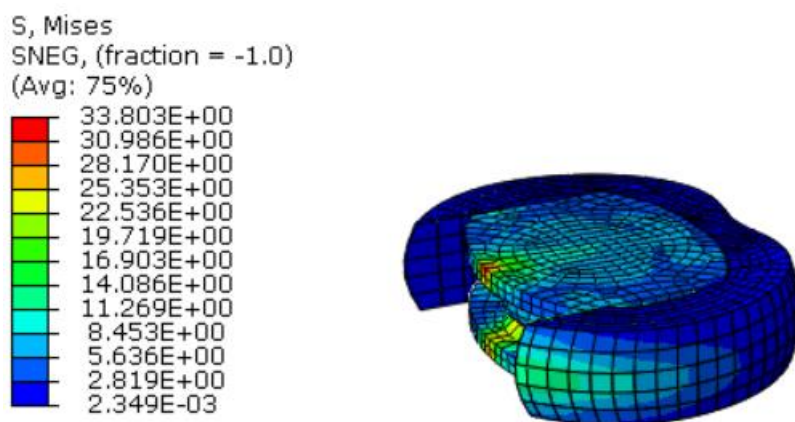 S, Mises
SNEG, (fraction = -1.0)
(Avg: 75%)
33.803E+00
30.986E+00
28.170E+00
25.353E+00
22.536E+00
19.719E+00
16.903E+00
14.086E+00
11.269E+00
8.453E+00
5.636E+00
2.819E+00
2.349E-03